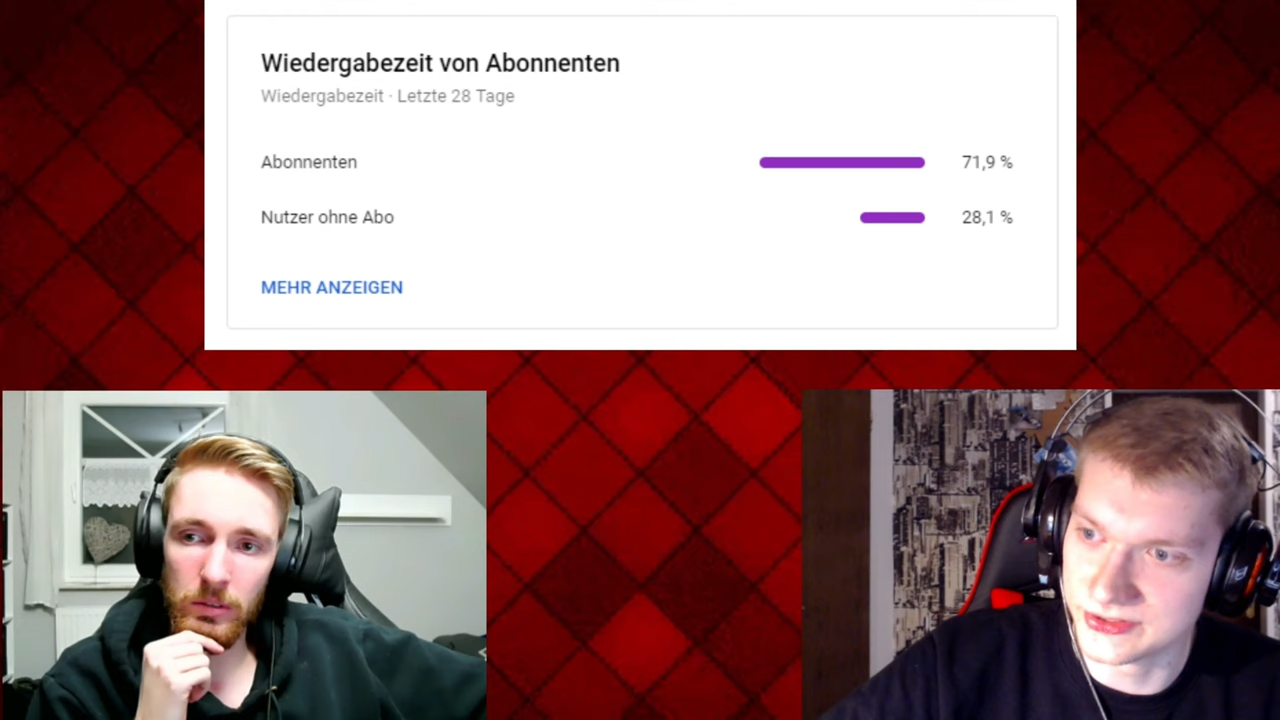 Wiedergabezeit von Abonnenten
Wiedergabezeit · Letzte 28 Tage
Abonnenten 71,9 %
Nutzer ohne Abo 28,1 %
MEHR ANZEIGEN